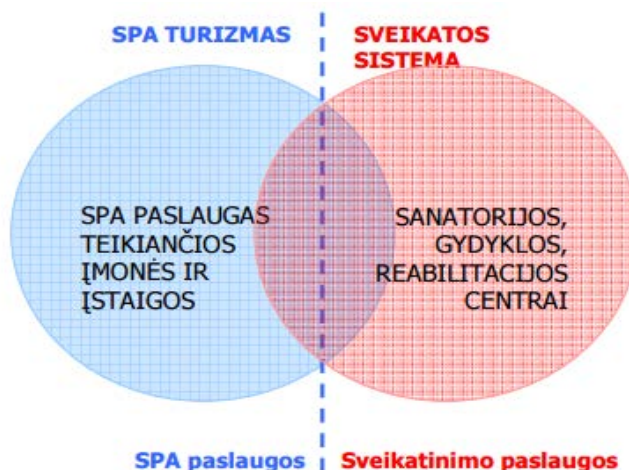 SPA TURIZMAS
SVEIKATOS
SISTEMA
SPA PASLAUGAS
TEIKIANČIOS
ĮMONĖS IR
ĮSTAIGOS
SANATORIJOS,
GYDYKLOS,
REABILITACIJOS
CENTRAI
SPA paslaugos
Sveikatinimo paslaugos